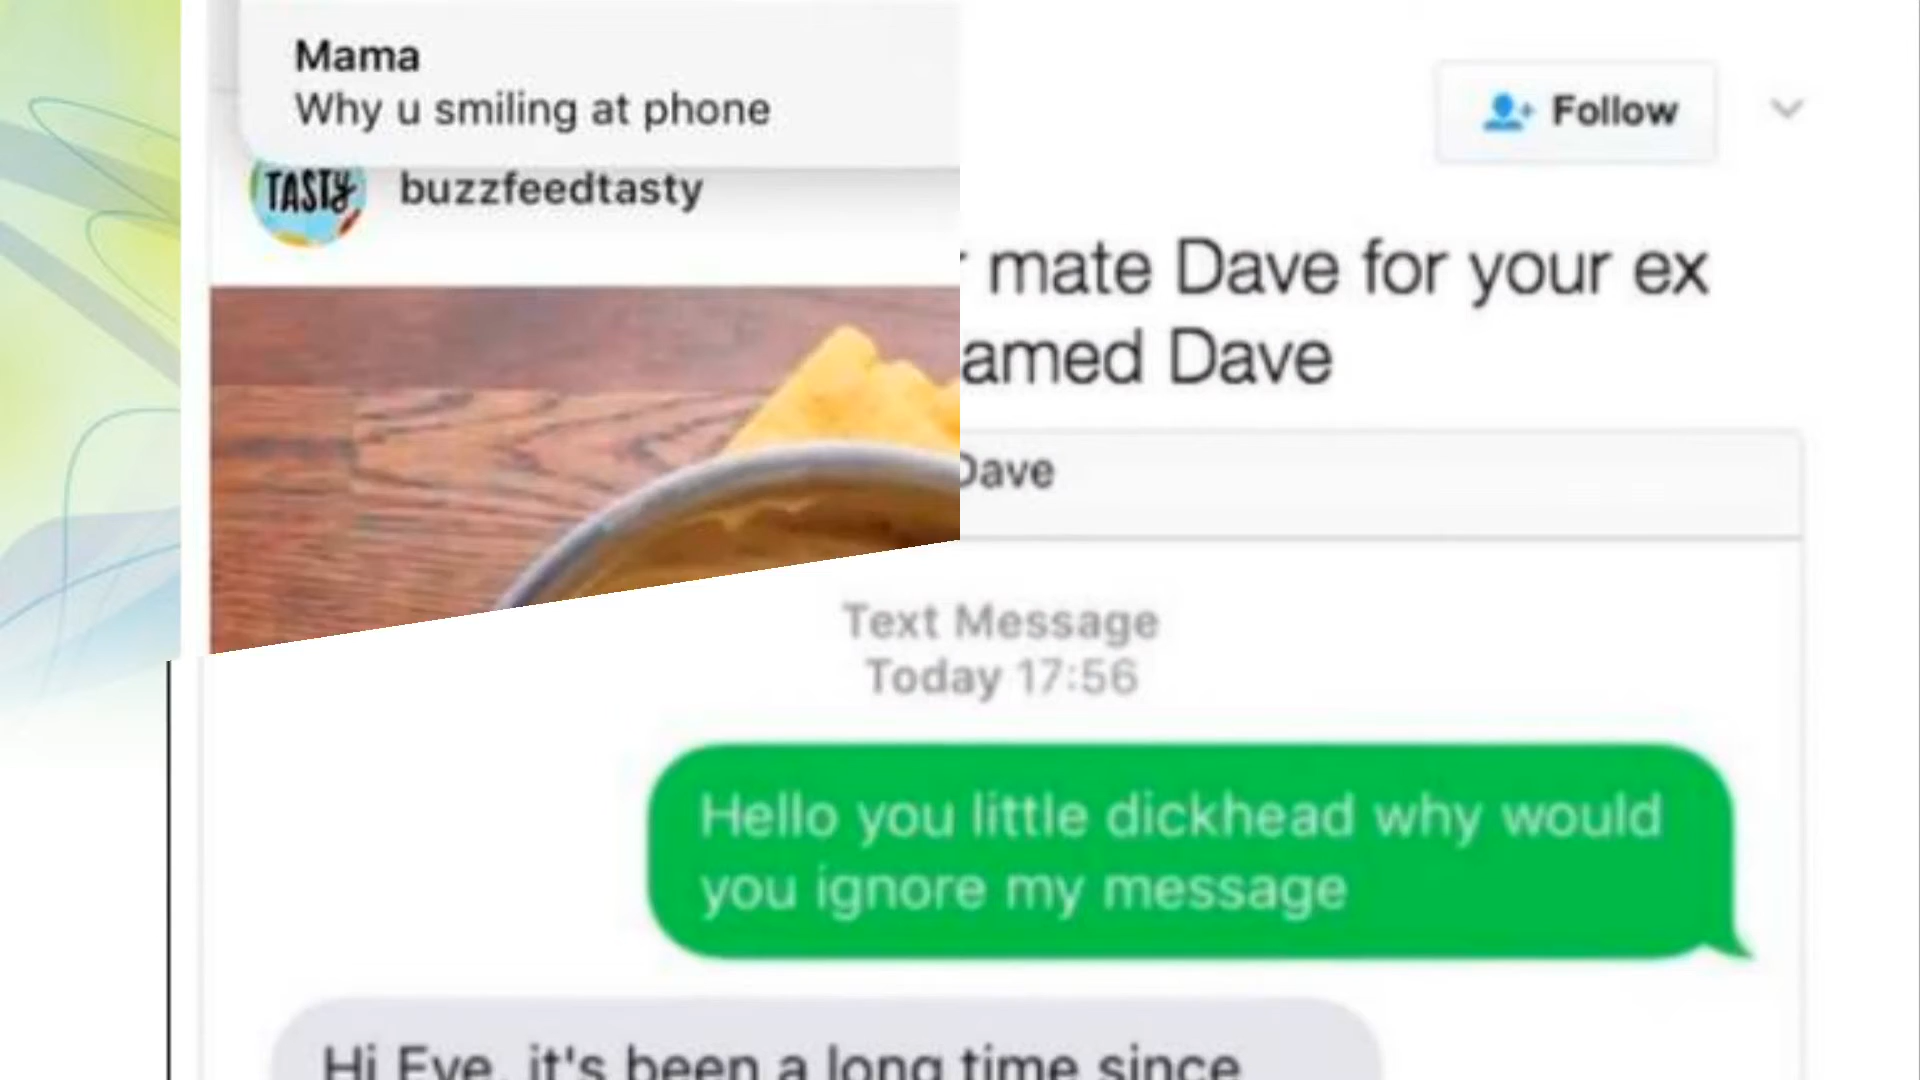 Mama
Why u smiling at phone
TASTY
buzzfeedtasty
Follow
mate Dave for your ex
amed Dave
Dave
Text Message
Today 17:56
Hello you little dickhead why would
you ignore my message
Hi Eve, it's been a long time since